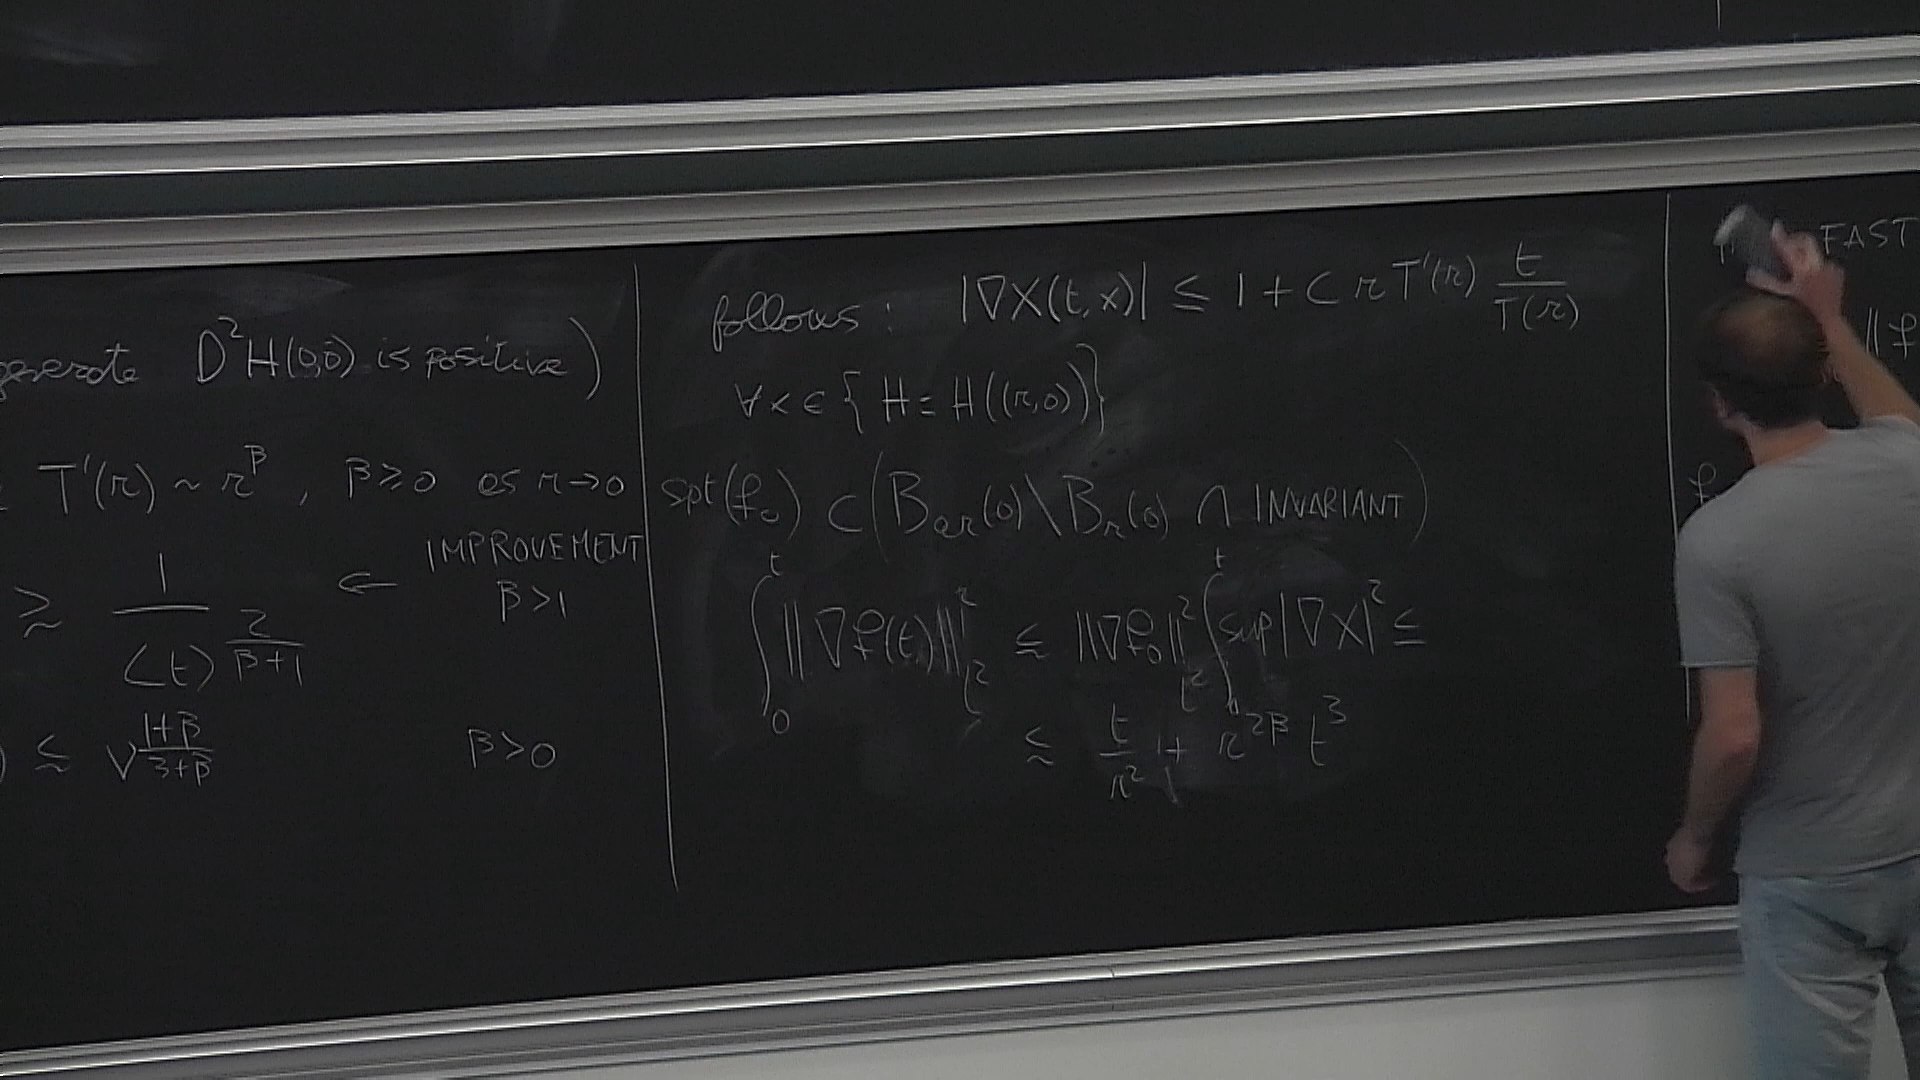 generate D²H(0,0) is positive)
T'(r) ~ r^β , β ≥ 0 as r→0
≳ 1/⟨t⟩^{2/(β+1)} ← IMPROVEMENT β>1
) ≲ ν^{(1+β)/(3+β)} β>0
follows : |∇X(t,x)| ≤ 1 + C r T'(r) t/T(r)
∀x ∈ { H = H((r,0)) }
spt(f₀) ⊂ (B_{2r}(0) \ B_r(0) ∩ INVARIANT)
∫₀ᵗ ‖∇f(t)‖²_{L²} ≲ ‖∇f₀‖²_{L²} ∫₀ᵗ sup|∇X|² ≲
≲ t/r² + r^{2β} t³
FAST
‖f
f